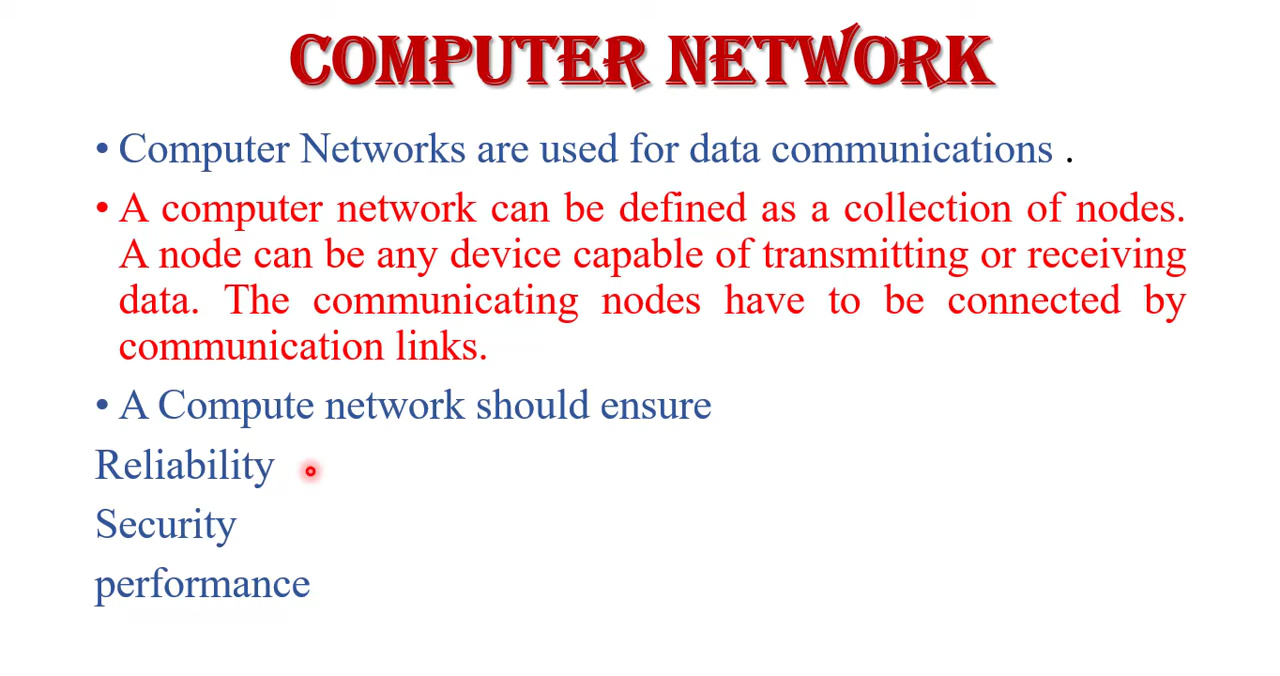 COMPUTER NETWORK
• Computer Networks are used for data communications .
• A computer network can be defined as a collection of nodes.
A node can be any device capable of transmitting or receiving
data. The communicating nodes have to be connected by
communication links.
• A Compute network should ensure
Reliability
Security
performance